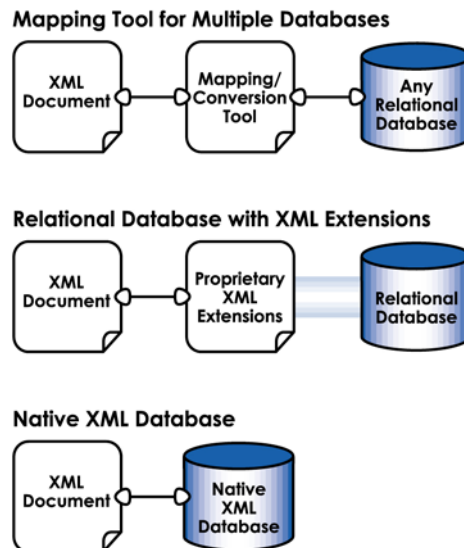 Mapping Tool for Multiple Databases
XML
Document
Mapping/
Conversion
Tool
Any
Relational
Database
Relational Database with XML Extensions
XML
Document
Proprietary
XML
Extensions
Relational
Database
Native XML Database
XML
Document
Native
XML
Database